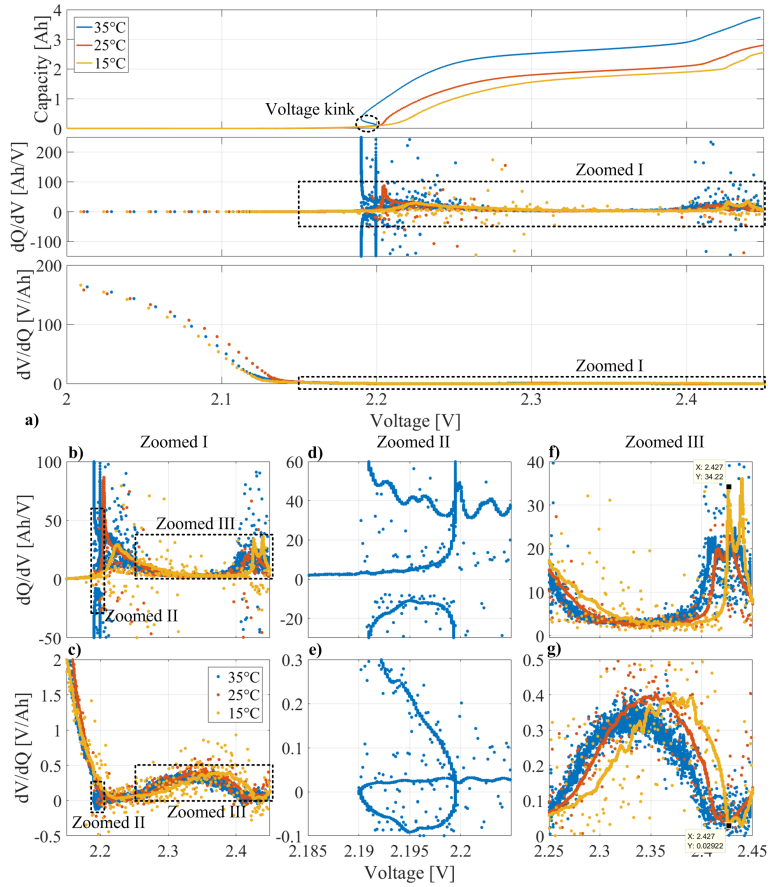 4
3
2
1
0
Capacity [Ah]
35°C
25°C
15°C
Voltage kink
200
100
0
-100
dQ/dV [Ah/V]
Zoomed I
200
100
0
dV/dQ [V/Ah]
Zoomed I
2
2.1
2.2
2.3
2.4
Voltage [V]
a)
b)
Zoomed I
100
50
0
-50
dQ/dV [Ah/V]
Zoomed III
Zoomed II
d)
Zoomed II
60
40
20
0
-20
f)
Zoomed III
40
30
20
10
0
X: 2.427
Y: 34.22
c)
2
1.5
1
0.5
0
-0.5
dV/dQ [V/Ah]
35°C
25°C
15°C
Zoomed II
Zoomed III
2.2
2.3
2.4
e)
0.3
0.2
0.1
0
-0.1
2.185
2.19
2.195
2.2
g)
0.5
0.4
0.3
0.2
0.1
0
X: 2.427
Y: 0.02922
2.25
2.3
2.35
2.4
2.45
Voltage [V]